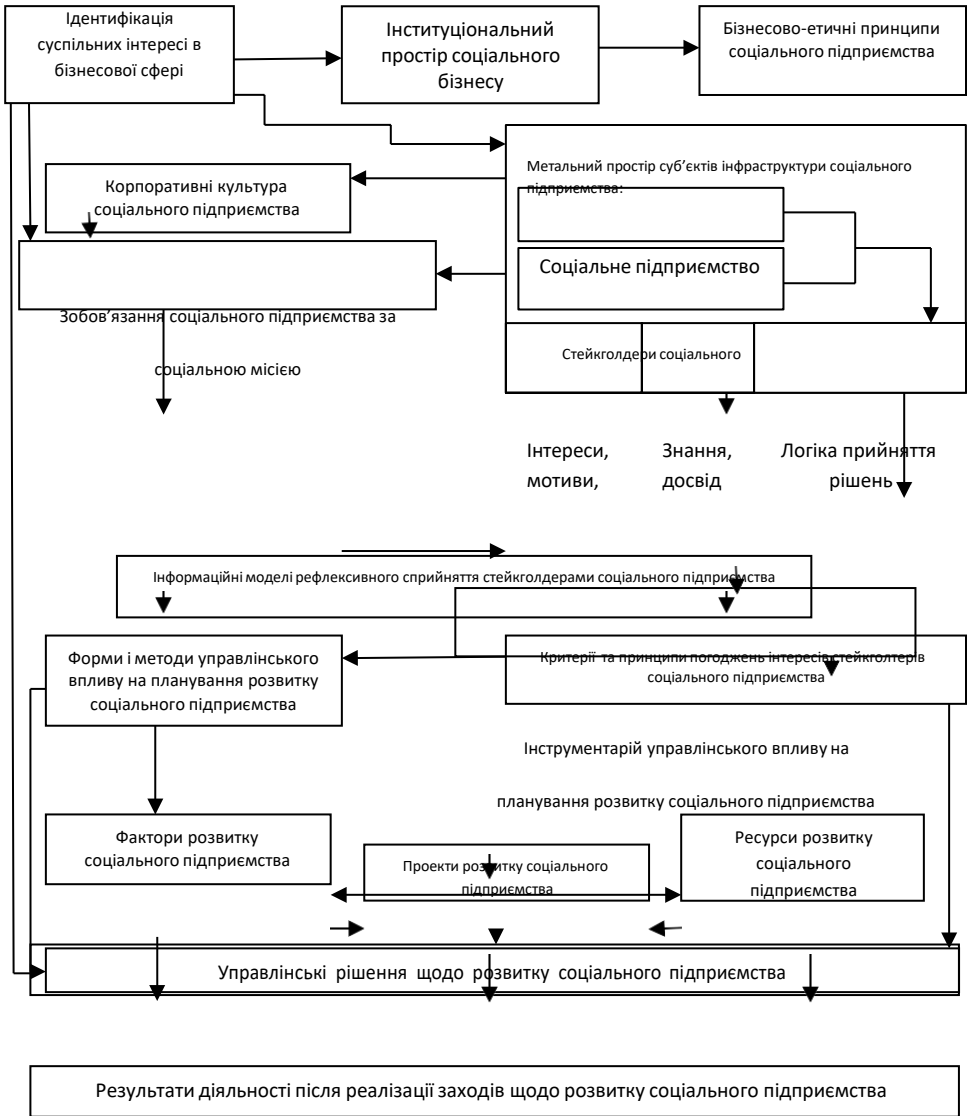 Ідентифікація
суспільних інтересі в
бізнесової сфері
Інституціональний
простір соціального
бізнесу
Бізнесово-етичні принципи
соціального підприємства
Метальний простір суб’єктів інфраструктури соціального
підприємства:
Корпоративні культура
соціального підприємства
Соціальне підприємство
Зобов’язання соціального підприємства за
соціальною місією
Стейкголдери соціального
Інтереси,
мотиви,
Знання,
досвід
Логіка прийняття
рішень
Інформаційні моделі рефлексивного сприйняття стейкголдерами соціального підприємства
Форми і методи управлінського
впливу на планування розвитку
соціального підприємства
Критерії та принципи погоджень інтересів стейкголтерів
соціального підприємства
Інструментарій управлінського впливу на
планування розвитку соціального підприємства
Фактори розвитку
соціального підприємства
Проекти розвитку соціального
підприємства
Ресурси розвитку
соціального
підприємства
Управлінські рішення щодо розвитку соціального підприємства
Результати діяльності після реалізації заходів щодо розвитку соціального підприємства